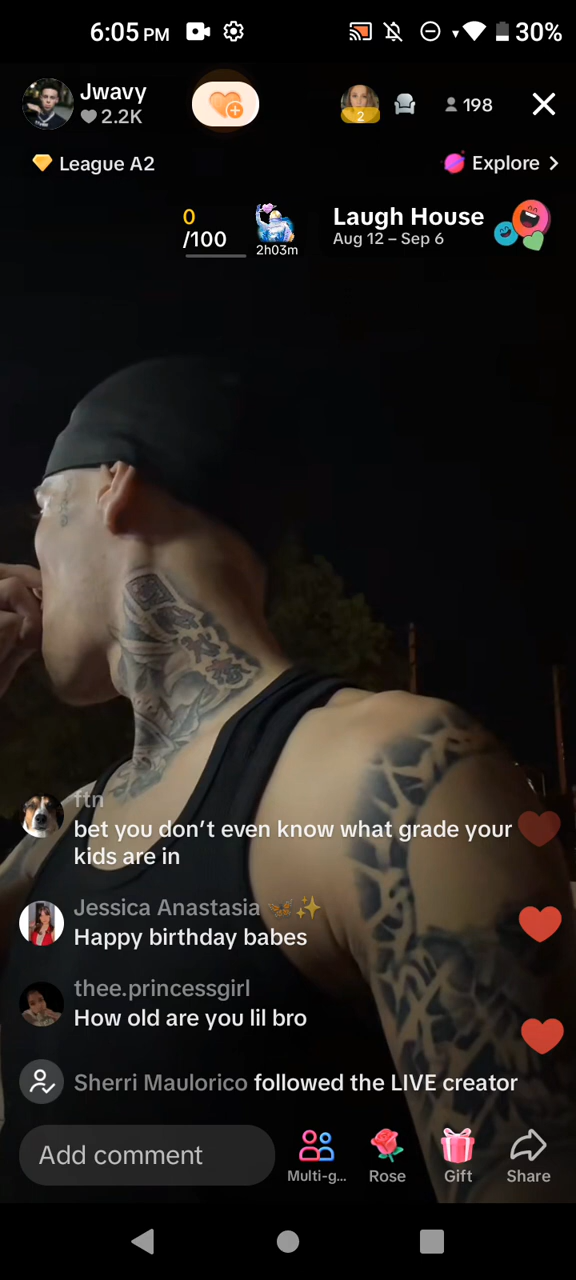 6:05 PM
30%
Jwavy
2.2K
2
198
League A2
Explore >
0
/100
2h03m
Laugh House
Aug 12 – Sep 6
ftn
bet you don’t even know what grade your
kids are in
Jessica Anastasia 🦋✨
Happy birthday babes
thee.princessgirl
How old are you lil bro
Sherri Maulorico followed the LIVE creator
Add comment
Multi-g...
Rose
Gift
Share